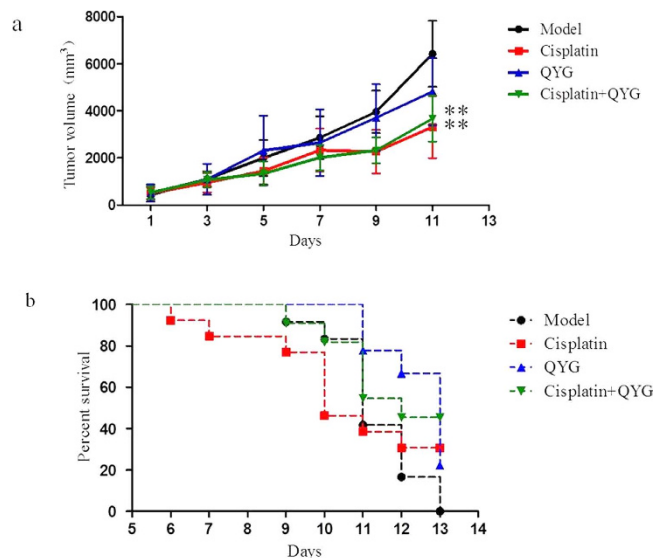 a
Tumor volume (mm³)
8000
6000
4000
2000
0
1 3 5 7 9 11 13
Days
**
**
Model
Cisplatin
QYG
Cisplatin+QYG
b
Percent survival
100
80
60
40
20
0
5 6 7 8 9 10 11 12 13 14
Days
Model
Cisplatin
QYG
Cisplatin+QYG